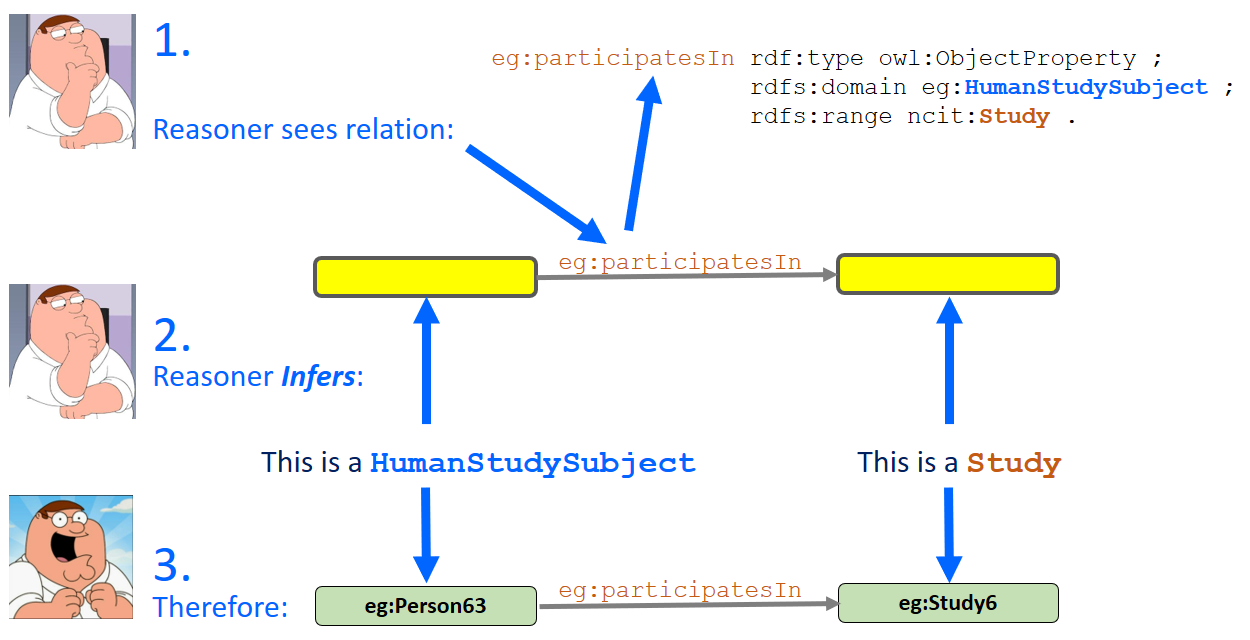 1.
eg:participatesIn rdf:type owl:ObjectProperty ;
rdfs:domain eg:HumanStudySubject ;
rdfs:range ncit:Study .
Reasoner sees relation:
eg:participatesIn
2.
Reasoner Infers:
This is a HumanStudySubject
This is a Study
3.
Therefore:
eg:Person63
eg:participatesIn
eg:Study6